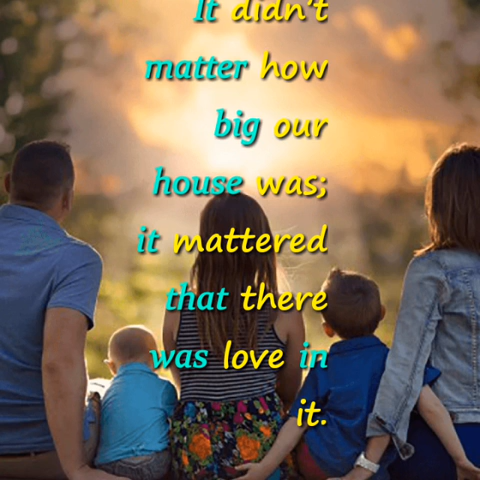 It didn't
matter how
big our
house was;
it mattered
that there
was love in
it.